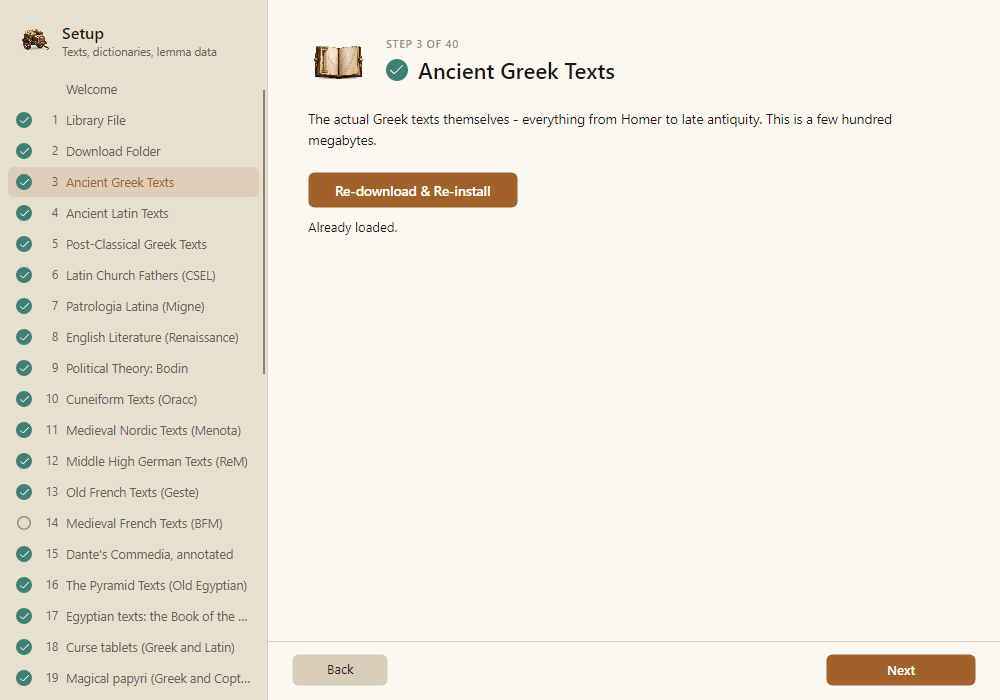 Setup
Texts, dictionaries, lemma data
Welcome
1 Library File
2 Download Folder
3 Ancient Greek Texts
4 Ancient Latin Texts
5 Post-Classical Greek Texts
6 Latin Church Fathers (CSEL)
7 Patrologia Latina (Migne)
8 English Literature (Renaissance)
9 Political Theory: Bodin
10 Cuneiform Texts (Oracc)
11 Medieval Nordic Texts (Menota)
12 Middle High German Texts (ReM)
13 Old French Texts (Geste)
14 Medieval French Texts (BFM)
15 Dante's Commedia, annotated
16 The Pyramid Texts (Old Egyptian)
17 Egyptian texts: the Book of the ...
18 Curse tablets (Greek and Latin)
19 Magical papyri (Greek and Copt...
STEP 3 OF 40
Ancient Greek Texts
The actual Greek texts themselves - everything from Homer to late antiquity. This is a few hundred
megabytes.
Re-download & Re-install
Already loaded.
Back
Next